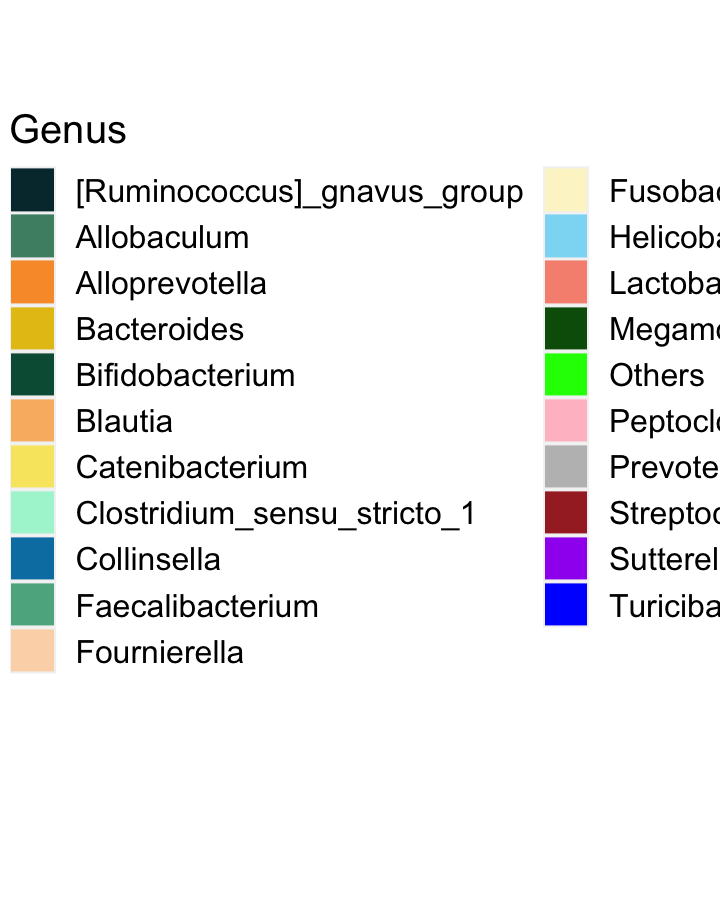 Genus
[Ruminococcus]_gnavus_group
Allobaculum
Alloprevotella
Bacteroides
Bifidobacterium
Blautia
Catenibacterium
Clostridium_sensu_stricto_1
Collinsella
Faecalibacterium
Fournierella
Fusobac
Helicoba
Lactoba
Megamo
Others
Peptoclo
Prevote
Streptoc
Sutterel
Turiciba